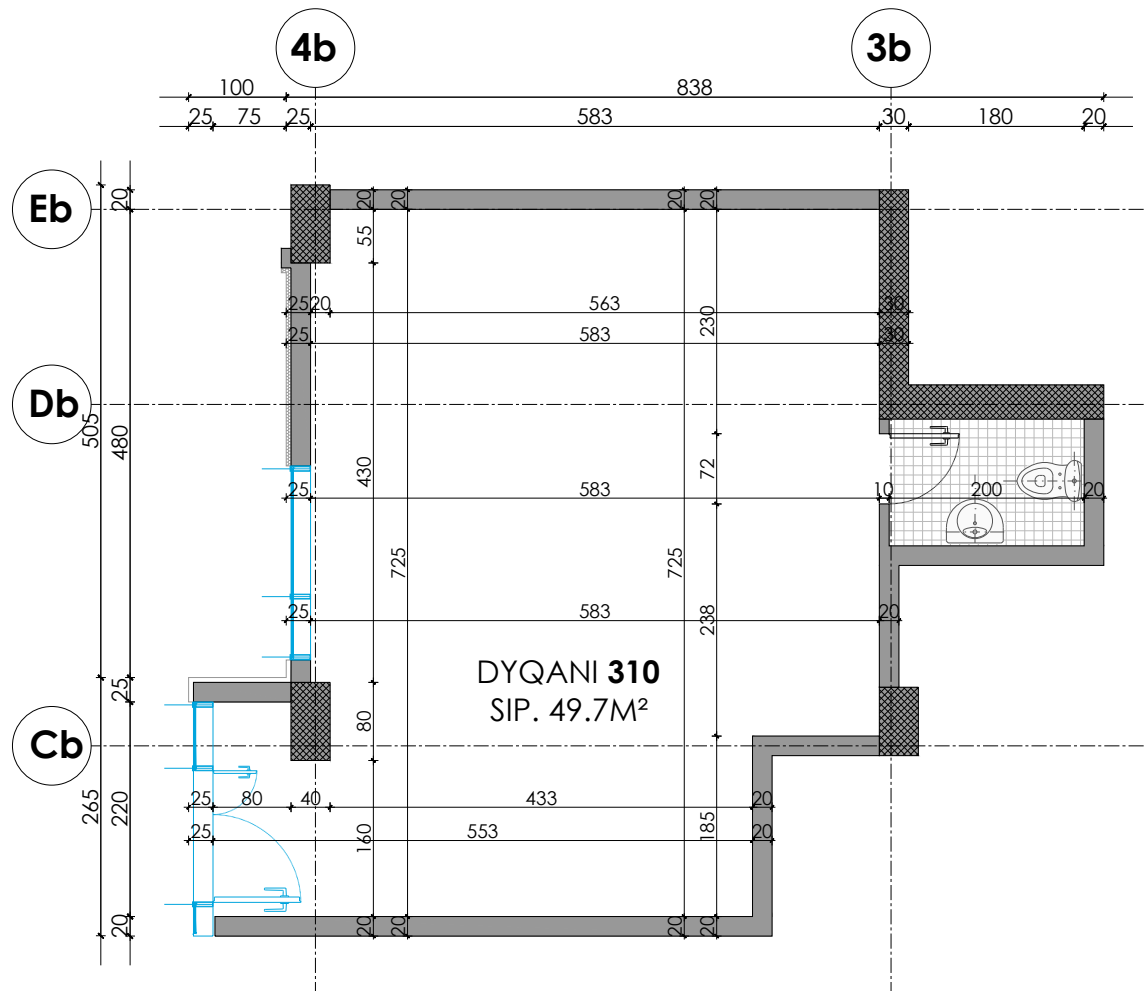 4b 3b
100 838
25 75 25 583 30 180 20
Eb
20 20 20 20 20
55
25 20 563 30
230
25 583 30
Db
505 480 430 72
25 583 10 200 20
725 725
25 583 20
238
DYQANI 310
SIP. 49.7M²
25 80
Cb
265 220
25 80 40 433 20
160 185
25 553 20
20 20 20 20 20